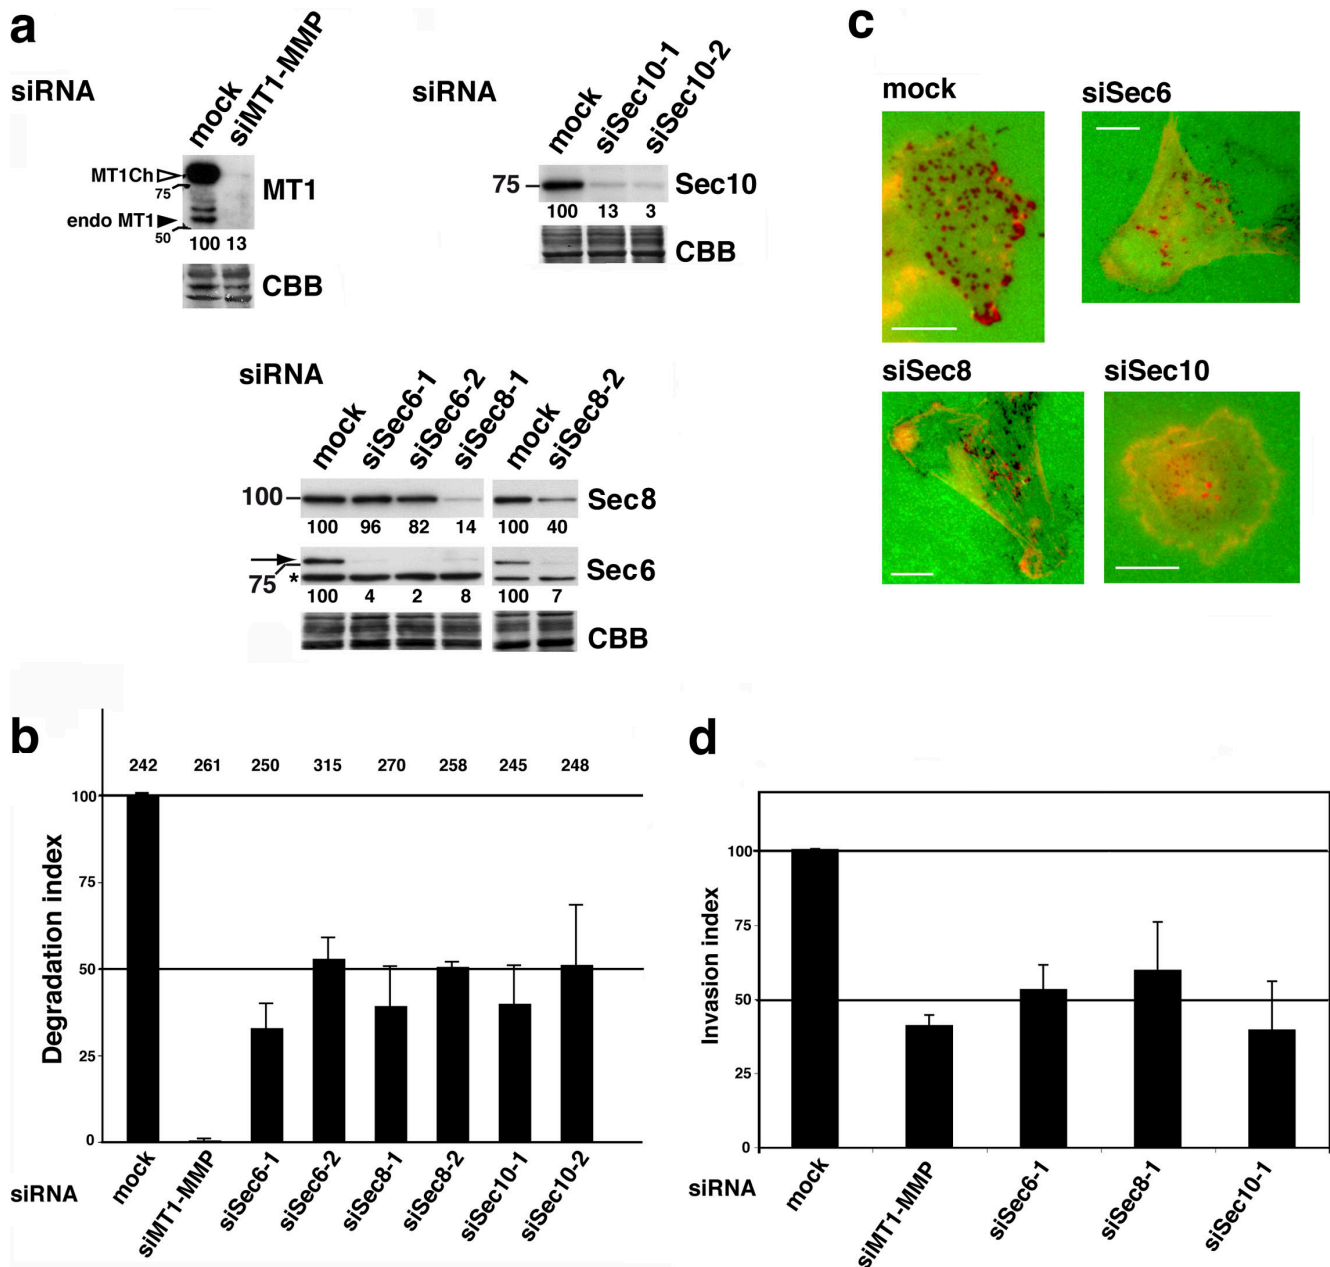 a
siRNA
mock
siMT1-MMP
MT1Ch
75
MT1
endo MT1
50
100 13
CBB
siRNA
mock
siSec10-1
siSec10-2
75
Sec10
100 13 3
CBB
siRNA
mock
siSec6-1
siSec6-2
siSec8-1
mock
siSec8-2
100
Sec8
100 96 82 14 100 40
75
*
Sec6
100 4 2 8 100 7
CBB
c
mock
siSec6
siSec8
siSec10
b
242 261 250 315 270 258 245 248
100
75
50
25
0
Degradation index
siRNA
mock
siMT1-MMP
siSec6-1
siSec6-2
siSec8-1
siSec8-2
siSec10-1
siSec10-2
d
100
75
50
25
0
Invasion index
siRNA
mock
siMT1-MMP
siSec6-1
siSec8-1
siSec10-1